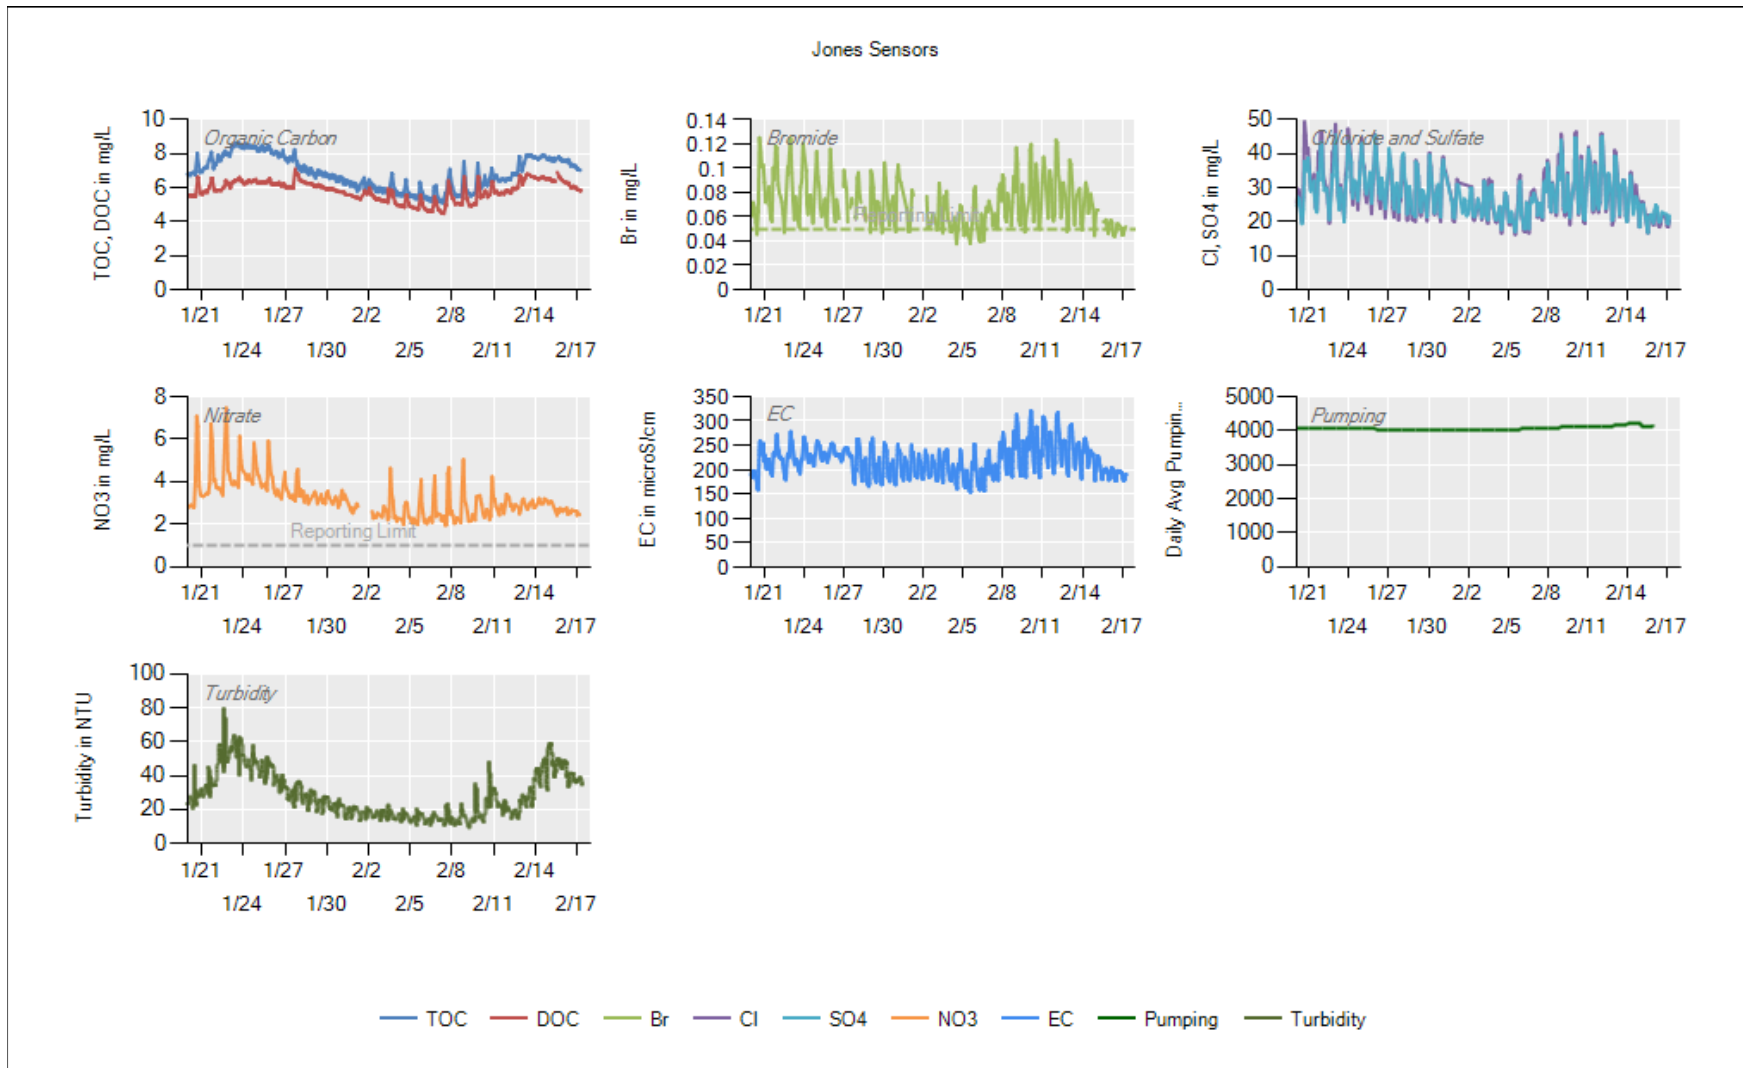 Jones Sensors
TOC, DOC in mg/L
10
8
6
4
2
0
Organic Carbon
1/21 1/27 2/2 2/8 2/14
1/24 1/30 2/5 2/11 2/17
Br in mg/L
0.14
0.12
0.1
0.08
0.06
0.04
0.02
0
Bromide
Reporting Limit
1/21 1/27 2/2 2/8 2/14
1/24 1/30 2/5 2/11 2/17
Cl, SO4 in mg/L
50
40
30
20
10
0
Chloride and Sulfate
1/21 1/27 2/2 2/8 2/14
1/24 1/30 2/5 2/11 2/17
NO3 in mg/L
8
6
4
2
0
Nitrate
Reporting Limit
1/21 1/27 2/2 2/8 2/14
1/24 1/30 2/5 2/11 2/17
EC in microS/cm
350
300
250
200
150
100
50
0
EC
1/21 1/27 2/2 2/8 2/14
1/24 1/30 2/5 2/11 2/17
Daily Avg Pumpin...
5000
4000
3000
2000
1000
0
Pumping
1/21 1/27 2/2 2/8 2/14
1/24 1/30 2/5 2/11 2/17
Turbidity in NTU
100
80
60
40
20
0
Turbidity
1/21 1/27 2/2 2/8 2/14
1/24 1/30 2/5 2/11 2/17
TOC DOC Br Cl SO4 NO3 EC Pumping Turbidity